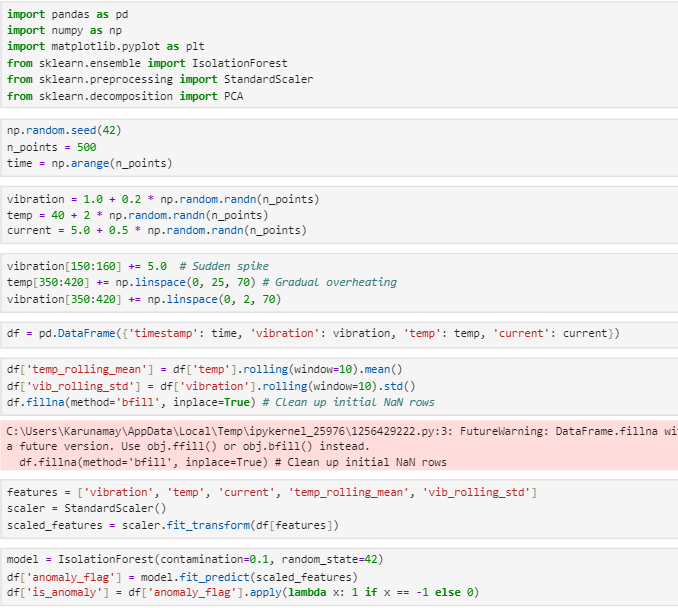 import pandas as pd
import numpy as np
import matplotlib.pyplot as plt
from sklearn.ensemble import IsolationForest
from sklearn.preprocessing import StandardScaler
from sklearn.decomposition import PCA
np.random.seed(42)
n_points = 500
time = np.arange(n_points)
vibration = 1.0 + 0.2 * np.random.randn(n_points)
temp = 40 + 2 * np.random.randn(n_points)
current = 5.0 + 0.5 * np.random.randn(n_points)
vibration[150:160] += 5.0  # Sudden spike
temp[350:420] += np.linspace(0, 25, 70) # Gradual overheating
vibration[350:420] += np.linspace(0, 2, 70)
df = pd.DataFrame({'timestamp': time, 'vibration': vibration, 'temp': temp, 'current': current})
df['temp_rolling_mean'] = df['temp'].rolling(window=10).mean()
df['vib_rolling_std'] = df['vibration'].rolling(window=10).std()
df.fillna(method='bfill', inplace=True) # Clean up initial NaN rows
C:\Users\Karunamay\AppData\Local\Temp\ipykernel_25976\1256429222.py:3: FutureWarning: DataFrame.fillna wi
a future version. Use obj.ffill() or obj.bfill() instead.
  df.fillna(method='bfill', inplace=True) # Clean up initial NaN rows
features = ['vibration', 'temp', 'current', 'temp_rolling_mean', 'vib_rolling_std']
scaler = StandardScaler()
scaled_features = scaler.fit_transform(df[features])
model = IsolationForest(contamination=0.1, random_state=42)
df['anomaly_flag'] = model.fit_predict(scaled_features)
df['is_anomaly'] = df['anomaly_flag'].apply(lambda x: 1 if x == -1 else 0)